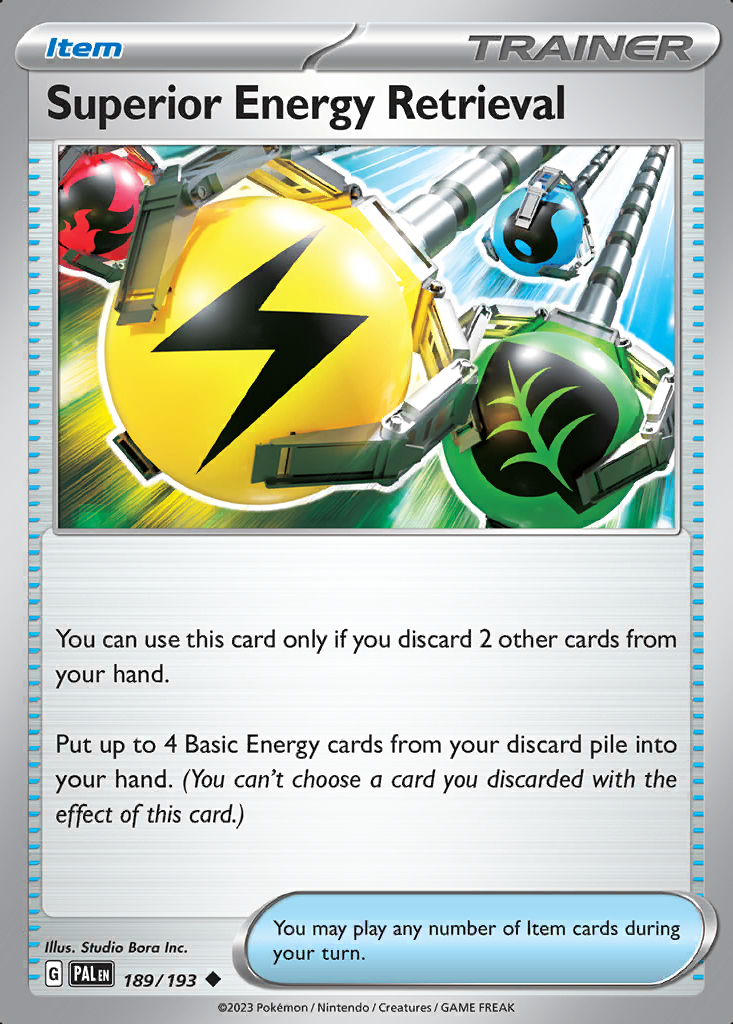 Item
TRAINER
Superior Energy Retrieval
You can use this card only if you discard 2 other cards from
your hand.
Put up to 4 Basic Energy cards from your discard pile into
your hand. (You can't choose a card you discarded with the
effect of this card.)
You may play any number of Item cards during
your turn.
Illus. Studio Bora Inc.
G PAL EN 189/193
©2023 Pokémon / Nintendo / Creatures / GAME FREAK